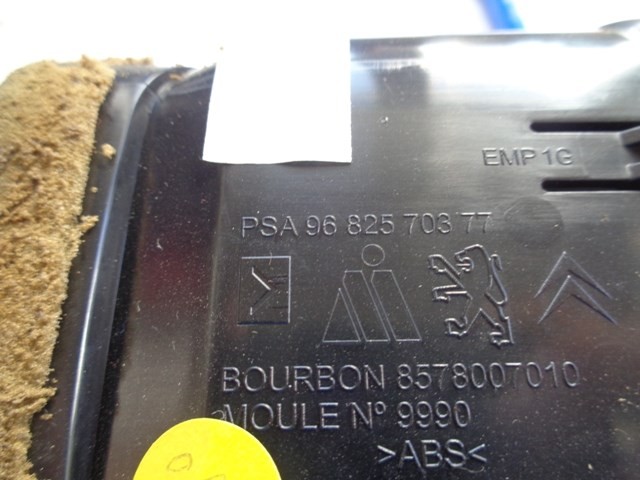 EMP 1G
PSA 96 825 703 77
BOURBON 8578007010
MOULE Nº 9990
>ABS<